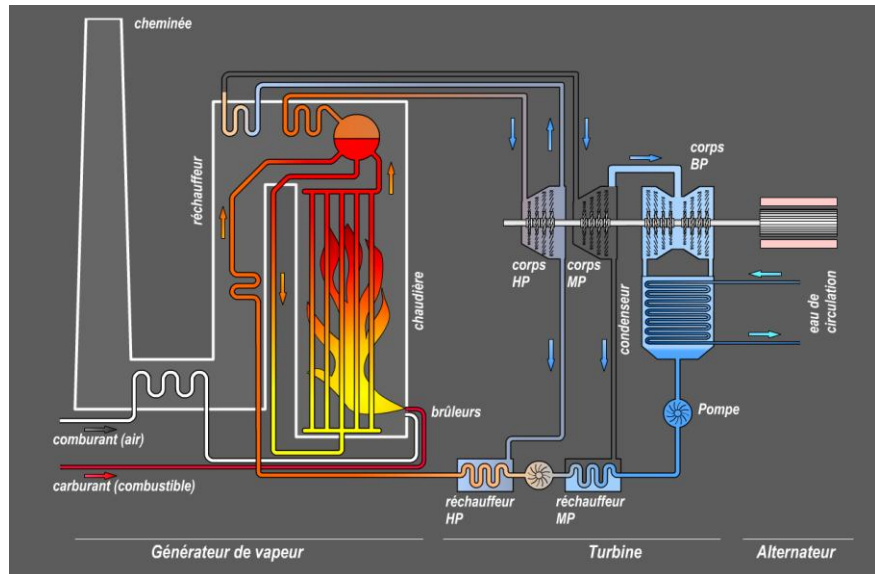 cheminée
réchauffeur
chaudière
corps
BP
corps
HP
corps
MP
condenseur
eau de
circulation
brûleurs
Pompe
comburant (air)
carburant (combustible)
réchauffeur
HP
réchauffeur
MP
Générateur de vapeur
Turbine
Alternateur